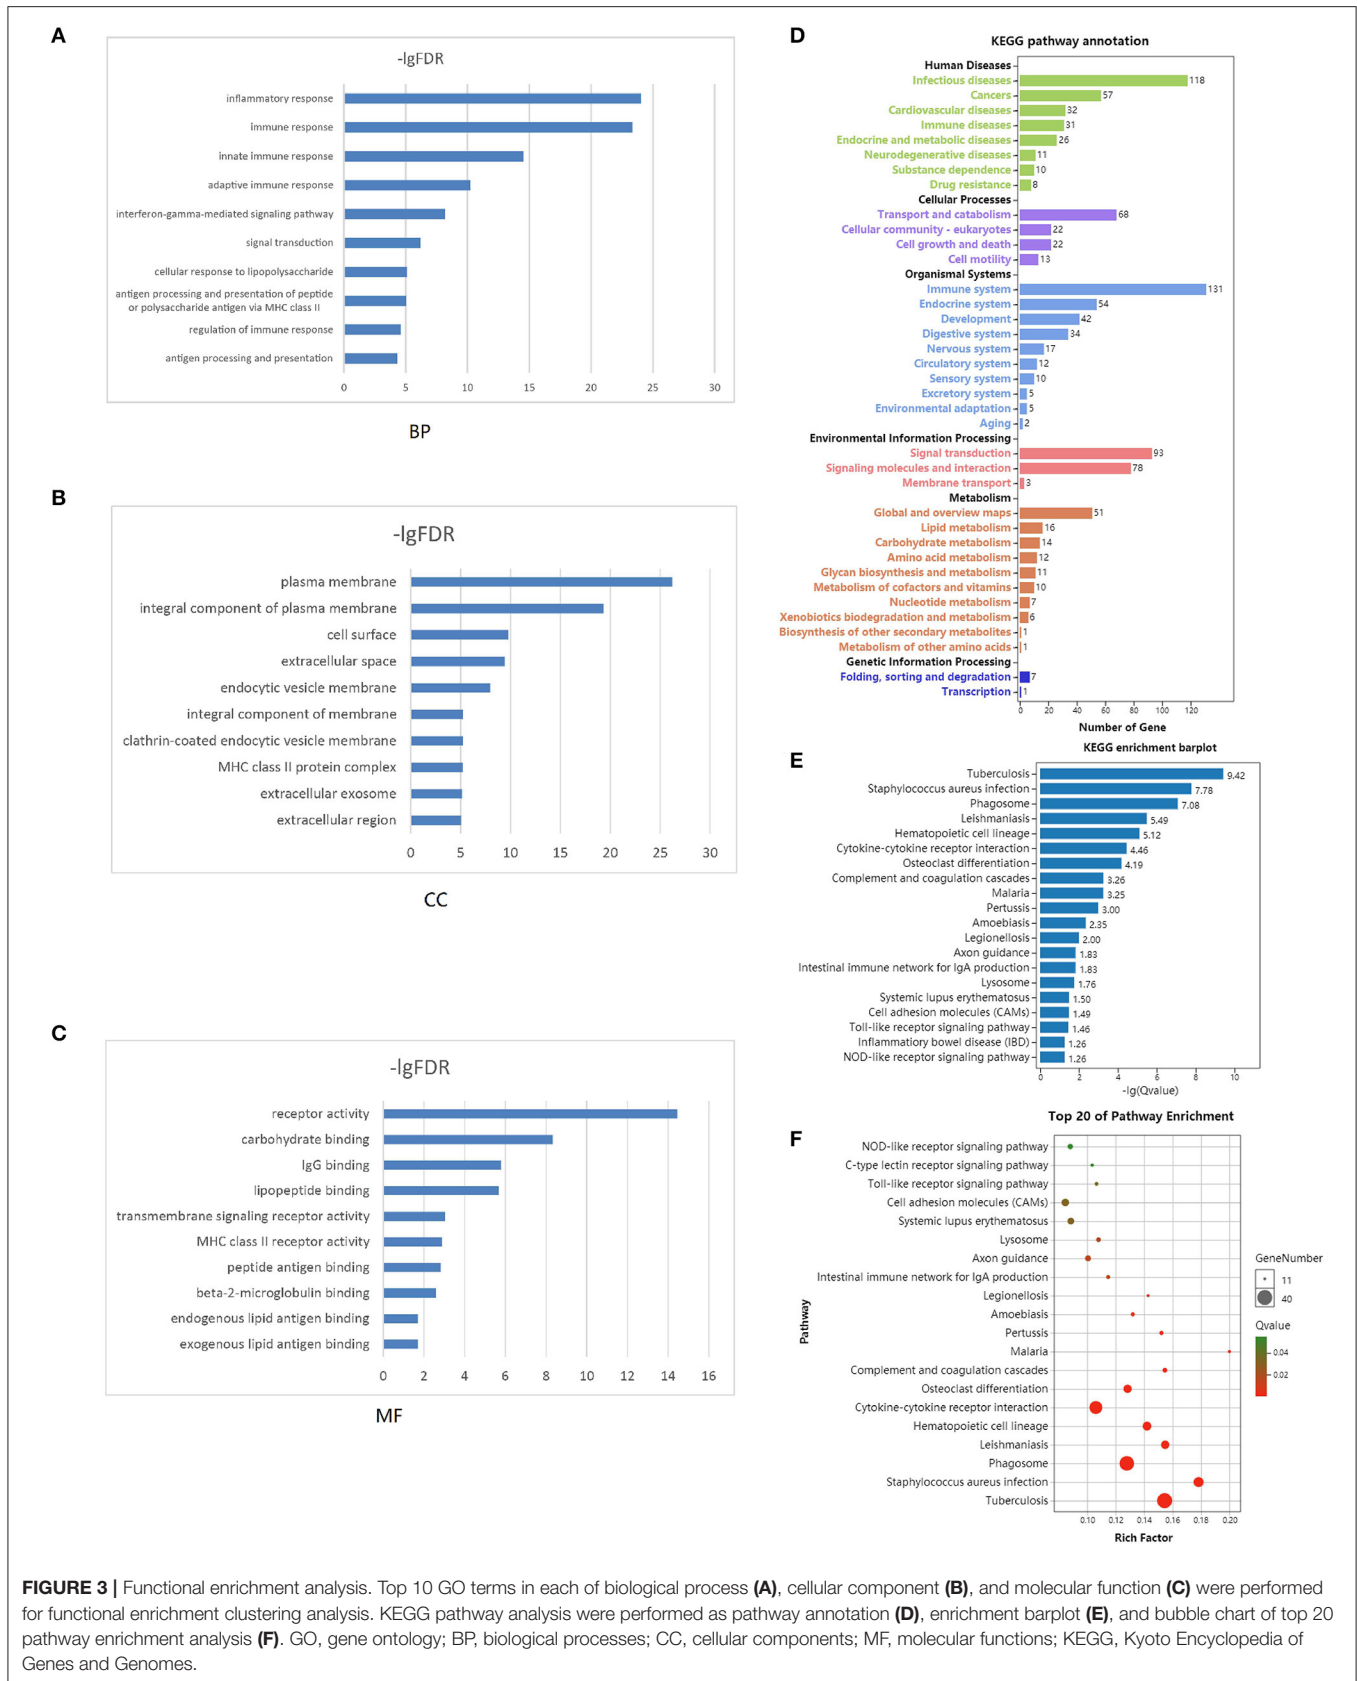 A
-lgFDR
inflammatory response
immune response
innate immune response
adaptive immune response
interferon-gamma-mediated signaling pathway
signal transduction
cellular response to lipopolysaccharide
antigen processing and presentation of peptide
or polysaccharide antigen via MHC class II
regulation of immune response
antigen processing and presentation
0 5 10 15 20 25 30
BP
B
-lgFDR
plasma membrane
integral component of plasma membrane
cell surface
extracellular space
endocytic vesicle membrane
integral component of membrane
clathrin-coated endocytic vesicle membrane
MHC class II protein complex
extracellular exosome
extracellular region
0 5 10 15 20 25 30
CC
C
-lgFDR
receptor activity
carbohydrate binding
IgG binding
lipopeptide binding
transmembrane signaling receptor activity
MHC class II receptor activity
peptide antigen binding
beta-2-microglobulin binding
endogenous lipid antigen binding
exogenous lipid antigen binding
0 2 4 6 8 10 12 14 16
MF
D
KEGG pathway annotation
Human Diseases
Infectious diseases 118
Cancers 57
Cardiovascular diseases 32
Immune diseases 31
Endocrine and metabolic diseases 26
Neurodegenerative diseases 11
Substance dependence 10
Drug resistance 8
Cellular Processes
Transport and catabolism 68
Cellular community - eukaryotes 22
Cell growth and death 22
Cell motility 13
Organismal Systems
Immune system 131
Endocrine system 54
Development 42
Digestive system 34
Nervous system 17
Circulatory system 12
Sensory system 10
Excretory system 5
Environmental adaptation 5
Aging 2
Environmental Information Processing
Signal transduction 93
Signaling molecules and interaction 78
Membrane transport 3
Metabolism
Global and overview maps 51
Lipid metabolism 16
Carbohydrate metabolism 14
Amino acid metabolism 12
Glycan biosynthesis and metabolism 11
Metabolism of cofactors and vitamins 10
Nucleotide metabolism 7
Xenobiotics biodegradation and metabolism 6
Biosynthesis of other secondary metabolites 1
Metabolism of other amino acids 1
Genetic Information Processing
Folding, sorting and degradation 7
Transcription 1
0 20 40 60 80 100 120
Number of Gene
E
KEGG enrichment barplot
Tuberculosis 9.42
Staphylococcus aureus infection 7.78
Phagosome 7.08
Leishmaniasis 5.49
Hematopoietic cell lineage 5.12
Cytokine-cytokine receptor interaction 4.46
Osteoclast differentiation 4.19
Complement and coagulation cascades 3.26
Malaria 3.25
Pertussis 3.00
Amoebiasis 2.35
Legionellosis 2.00
Axon guidance 1.83
Intestinal immune network for IgA production 1.83
Lysosome 1.76
Systemic lupus erythematosus 1.50
Cell adhesion molecules (CAMs) 1.49
Toll-like receptor signaling pathway 1.46
Inflammatory bowel disease (IBD) 1.26
NOD-like receptor signaling pathway 1.26
0 2 4 6 8 10
-lg(Qvalue)
F
Top 20 of Pathway Enrichment
Pathway
NOD-like receptor signaling pathway
C-type lectin receptor signaling pathway
Toll-like receptor signaling pathway
Cell adhesion molecules (CAMs)
Systemic lupus erythematosus
Lysosome
Axon guidance
Intestinal immune network for IgA production
Legionellosis
Amoebiasis
Pertussis
Malaria
Complement and coagulation cascades
Osteoclast differentiation
Cytokine-cytokine receptor interaction
Hematopoietic cell lineage
Leishmaniasis
Phagosome
Staphylococcus aureus infection
Tuberculosis
0.10 0.12 0.14 0.16 0.18 0.20
Rich Factor
GeneNumber
11
40
Qvalue
0.04
0.02
FIGURE 3 | Functional enrichment analysis. Top 10 GO terms in each of biological process (A), cellular component (B), and molecular function (C) were performed
for functional enrichment clustering analysis. KEGG pathway analysis were performed as pathway annotation (D), enrichment barplot (E), and bubble chart of top 20
pathway enrichment analysis (F). GO, gene ontology; BP, biological processes; CC, cellular components; MF, molecular functions; KEGG, Kyoto Encyclopedia of
Genes and Genomes.